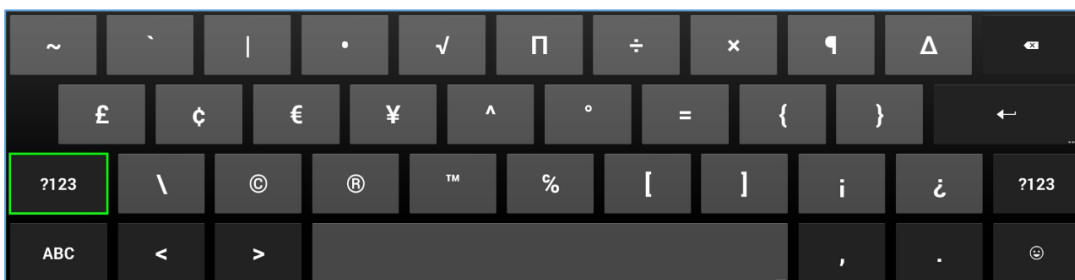 ~ ` | • √ Π ÷ × ¶ Δ
£ ¢ € ¥ ^ ° = { }
?123 \ © ® ™ ℅ [ ] ¡ ¿ ?123
ABC < > , .